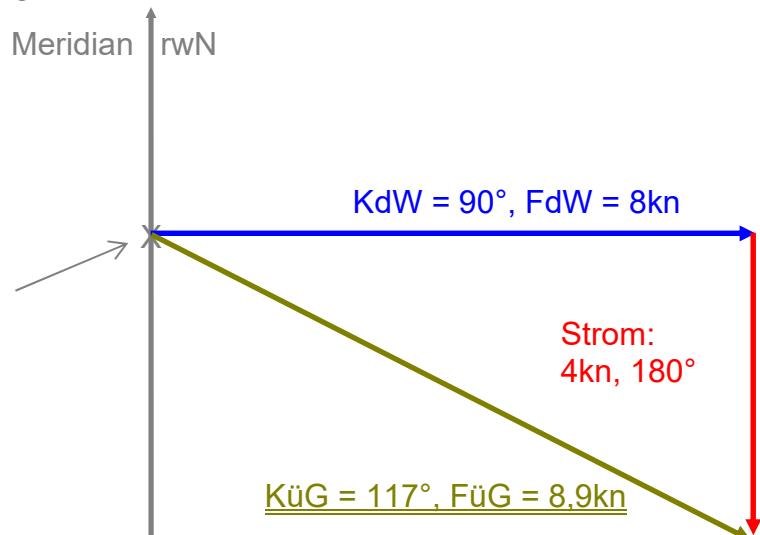 Meridian rwN
KdW = 90°, FdW = 8kn
X
Strom:
4kn, 180°
KüG = 117°, FüG = 8,9kn